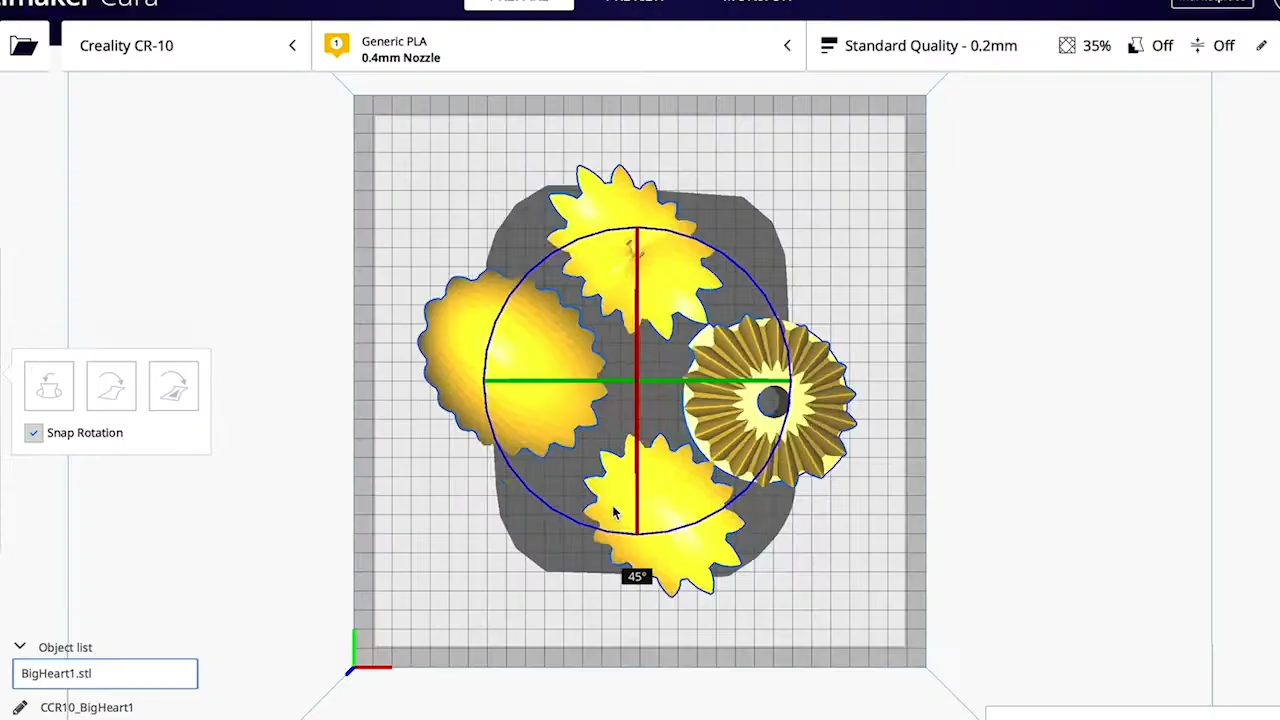 Creality CR-10
1
Generic PLA
0.4mm Nozzle
Standard Quality - 0.2mm
35%
Off
Off
Snap Rotation
45°
Object list
BigHeart1.stl
CCR10_BigHeart1